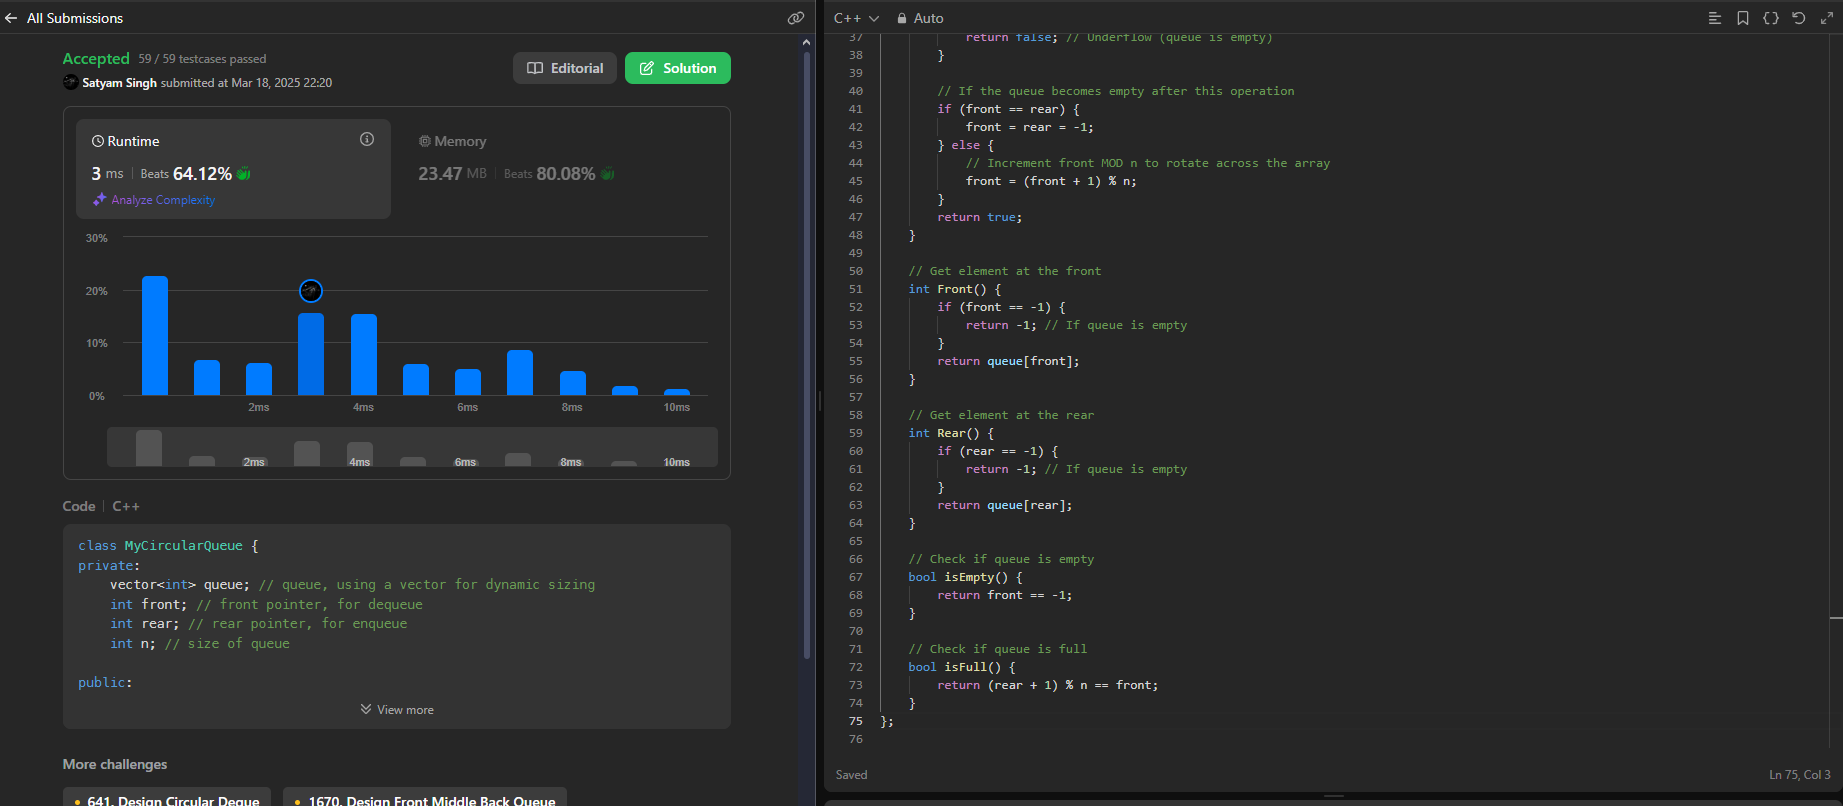 All Submissions
Accepted 59 / 59 testcases passed
Satyam Singh submitted at Mar 18, 2025 22:20
Editorial
Solution
Runtime
3 ms | Beats 64.12%
Analyze Complexity
Memory
23.47 MB | Beats 80.08%
30%
20%
10%
0%
2ms 4ms 6ms 8ms 10ms
2ms 4ms 6ms 8ms 10ms
Code | C++
class MyCircularQueue {
private:
    vector<int> queue; // queue, using a vector for dynamic sizing
    int front; // front pointer, for dequeue
    int rear; // rear pointer, for enqueue
    int n; // size of queue
public:
View more
More challenges
641. Design Circular Deque
1670. Design Front Middle Back Queue
C++ Auto
37             return false; // Underflow (queue is empty)
38         }
39
40         // If the queue becomes empty after this operation
41         if (front == rear) {
42             front = rear = -1;
43         } else {
44             // Increment front MOD n to rotate across the array
45             front = (front + 1) % n;
46         }
47         return true;
48     }
49
50     // Get element at the front
51     int Front() {
52         if (front == -1) {
53             return -1; // If queue is empty
54         }
55         return queue[front];
56     }
57
58     // Get element at the rear
59     int Rear() {
60         if (rear == -1) {
61             return -1; // If queue is empty
62         }
63         return queue[rear];
64     }
65
66     // Check if queue is empty
67     bool isEmpty() {
68         return front == -1;
69     }
70
71     // Check if queue is full
72     bool isFull() {
73         return (rear + 1) % n == front;
74     }
75 };
76
Saved
Ln 75, Col 3